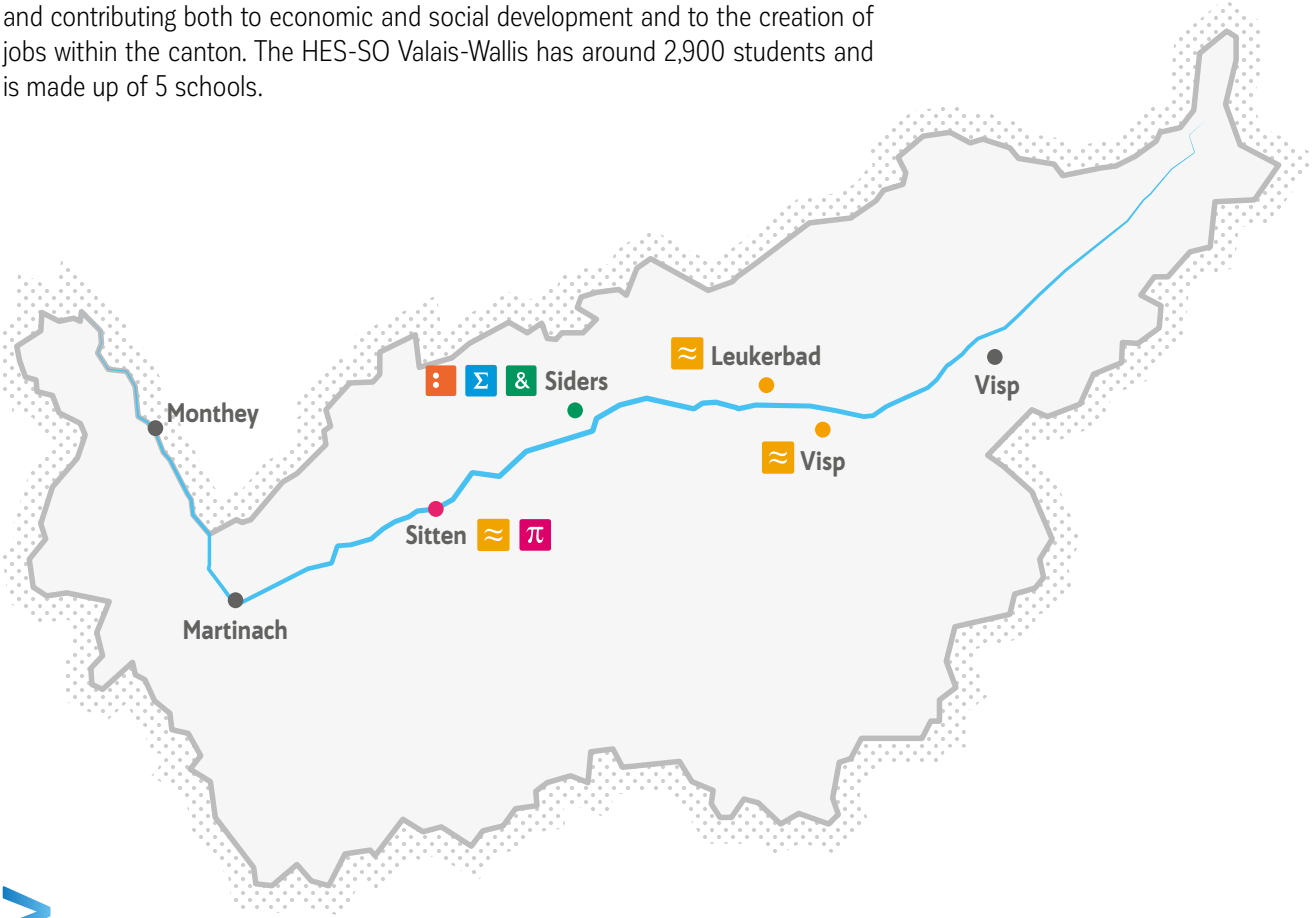 and contributing both to economic and social development and to the creation of
jobs within the canton. The HES-SO Valais-Wallis has around 2,900 students and
is made up of 5 schools.
≈ Leukerbad
: Σ & Siders
Visp
Monthey
≈ Visp
Sitten ≈ π
Martinach